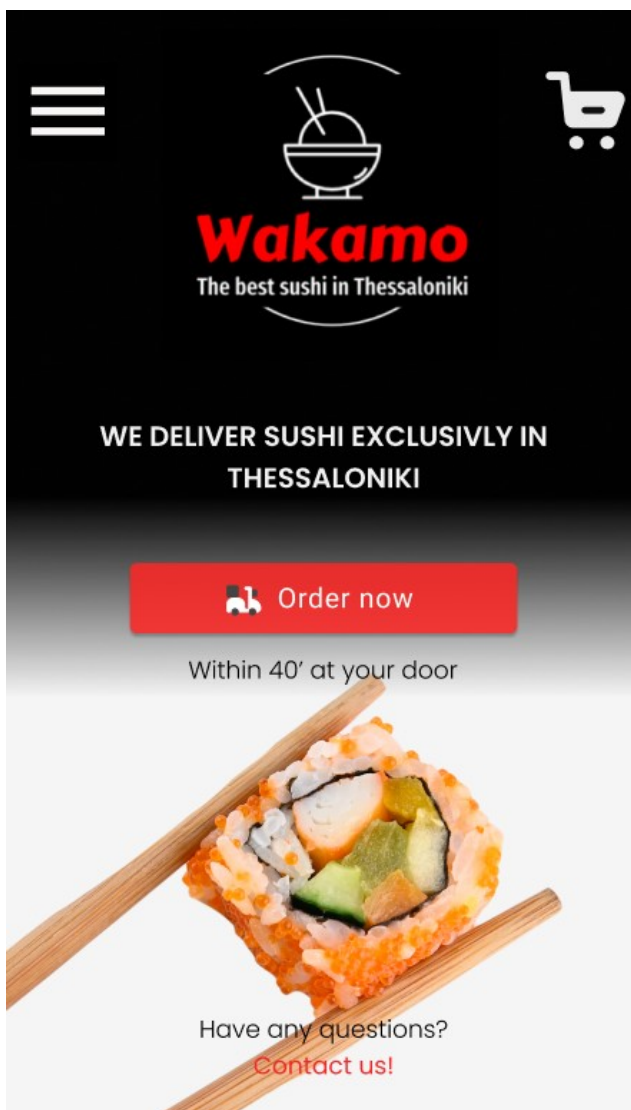 Wakamo
The best sushi in Thessaloniki
WE DELIVER SUSHI EXCLUSIVLY IN
THESSALONIKI
Order now
Within 40’ at your door
Have any questions?
Contact us!